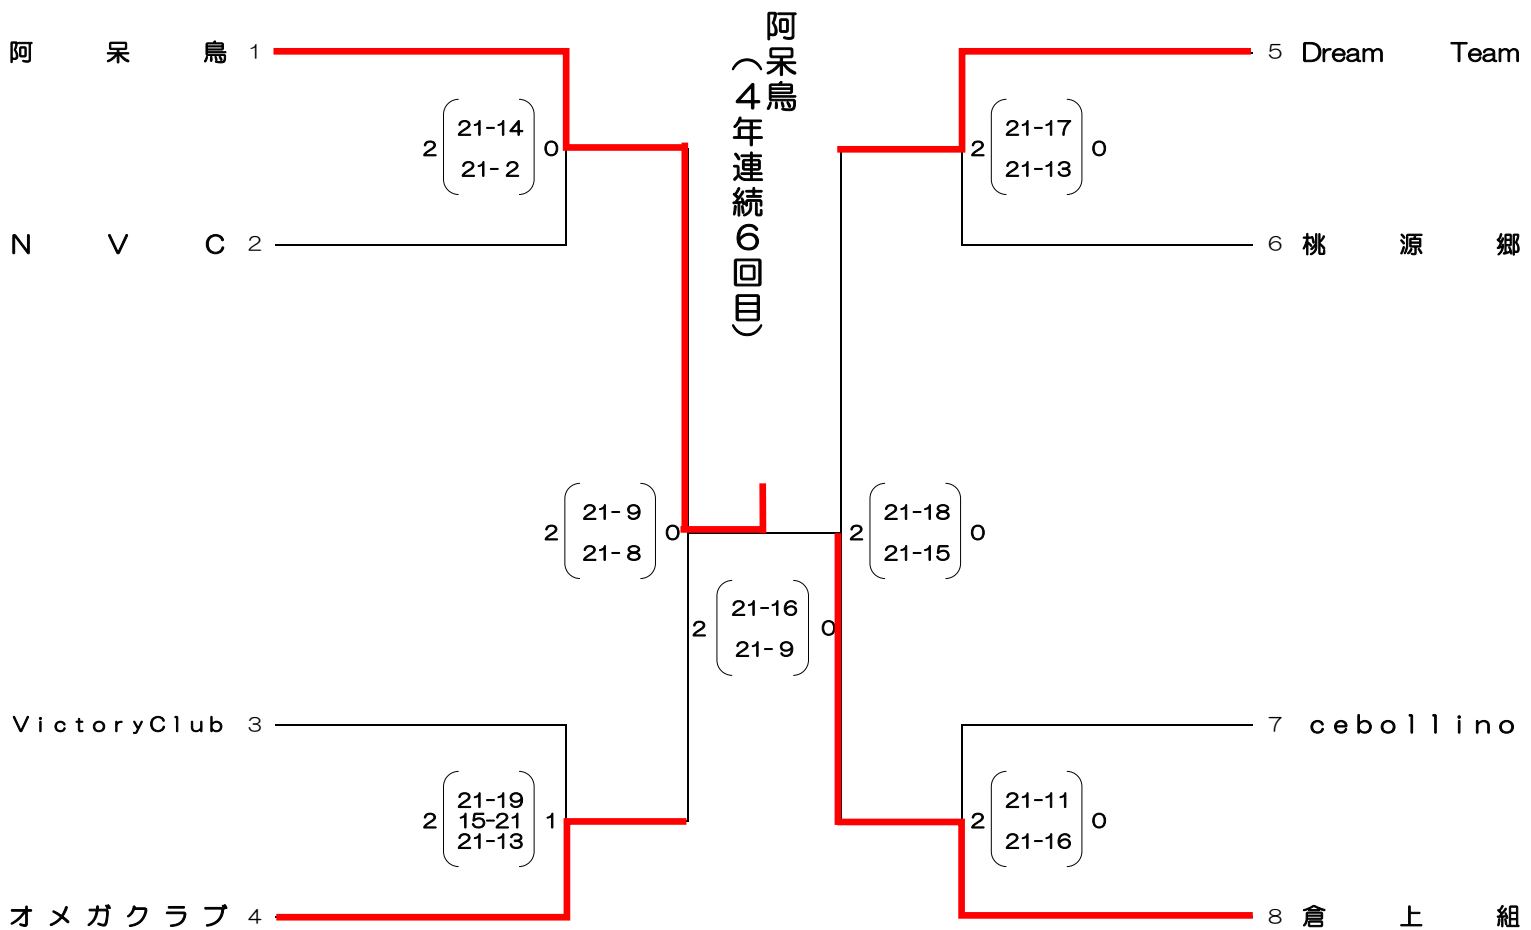 阿呆鳥
（4年連続6回目）
阿呆鳥 1
5 Dream Team
2 21-14 0
21- 2
2 21-17 0
21-13
NVC 2
6 桃源郷
2 21- 9 0
21- 8
2 21-18 0
21-15
2 21-16 0
21- 9
VictoryClub 3
7 cebollino
2 21-19 1
15-21
21-13
2 21-11 0
21-16
オメガクラブ 4
8 倉上組